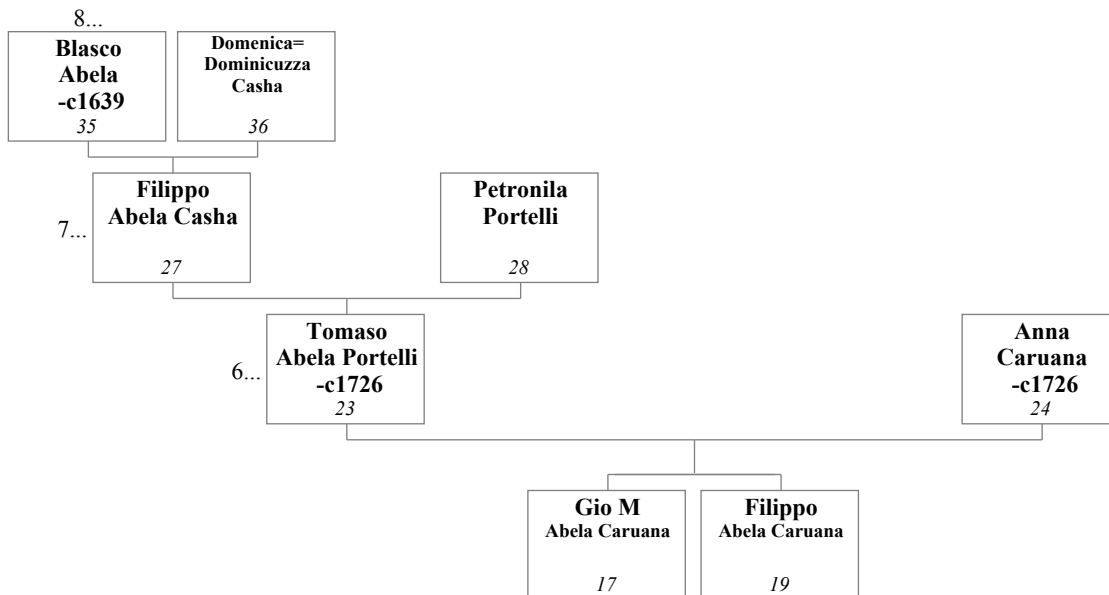 8...
Blasco
Abela
-c1639
35
Domenica=
Dominicuzza
Casha
36
7...
Filippo
Abela Casha
27
Petronila
Portelli
28
6...
Tomaso
Abela Portelli
-c1726
23
Anna
Caruana
-c1726
24
Gio M
Abela Caruana
17
Filippo
Abela Caruana
19